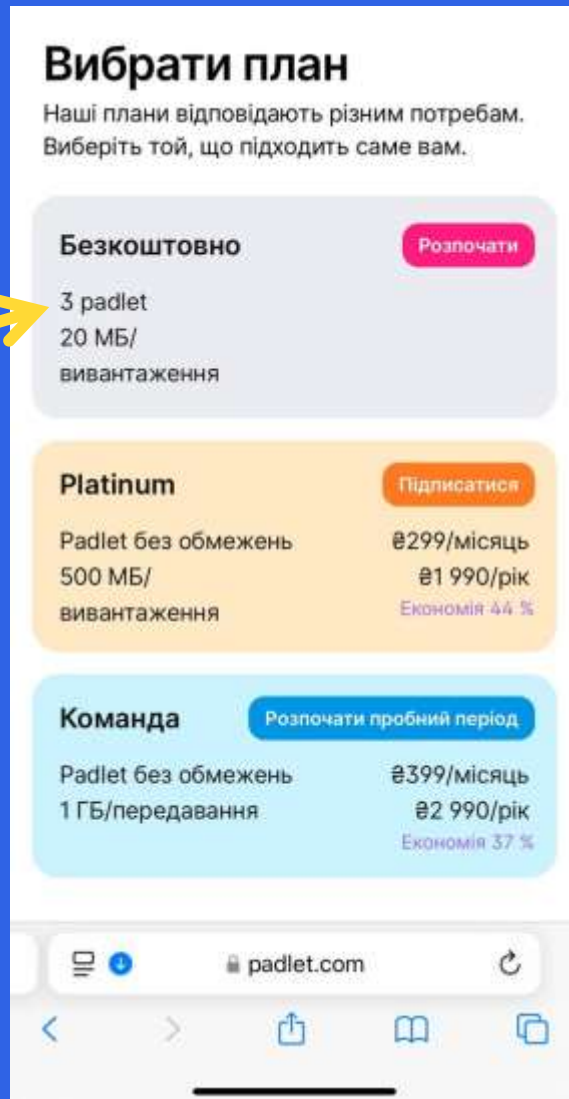 Вибрати план
Наші плани відповідають різним потребам.
Виберіть той, що підходить саме вам.
Безкоштовно
Розпочати
3 padlet
20 МБ/
вивантаження
Platinum
Підписатися
Padlet без обмежень
₴299/місяць
500 МБ/
₴1 990/рік
вивантаження
Економія 44 %
Команда
Розпочати пробний період
Padlet без обмежень
₴399/місяць
1 ГБ/передавання
₴2 990/рік
Економія 37 %
padlet.com